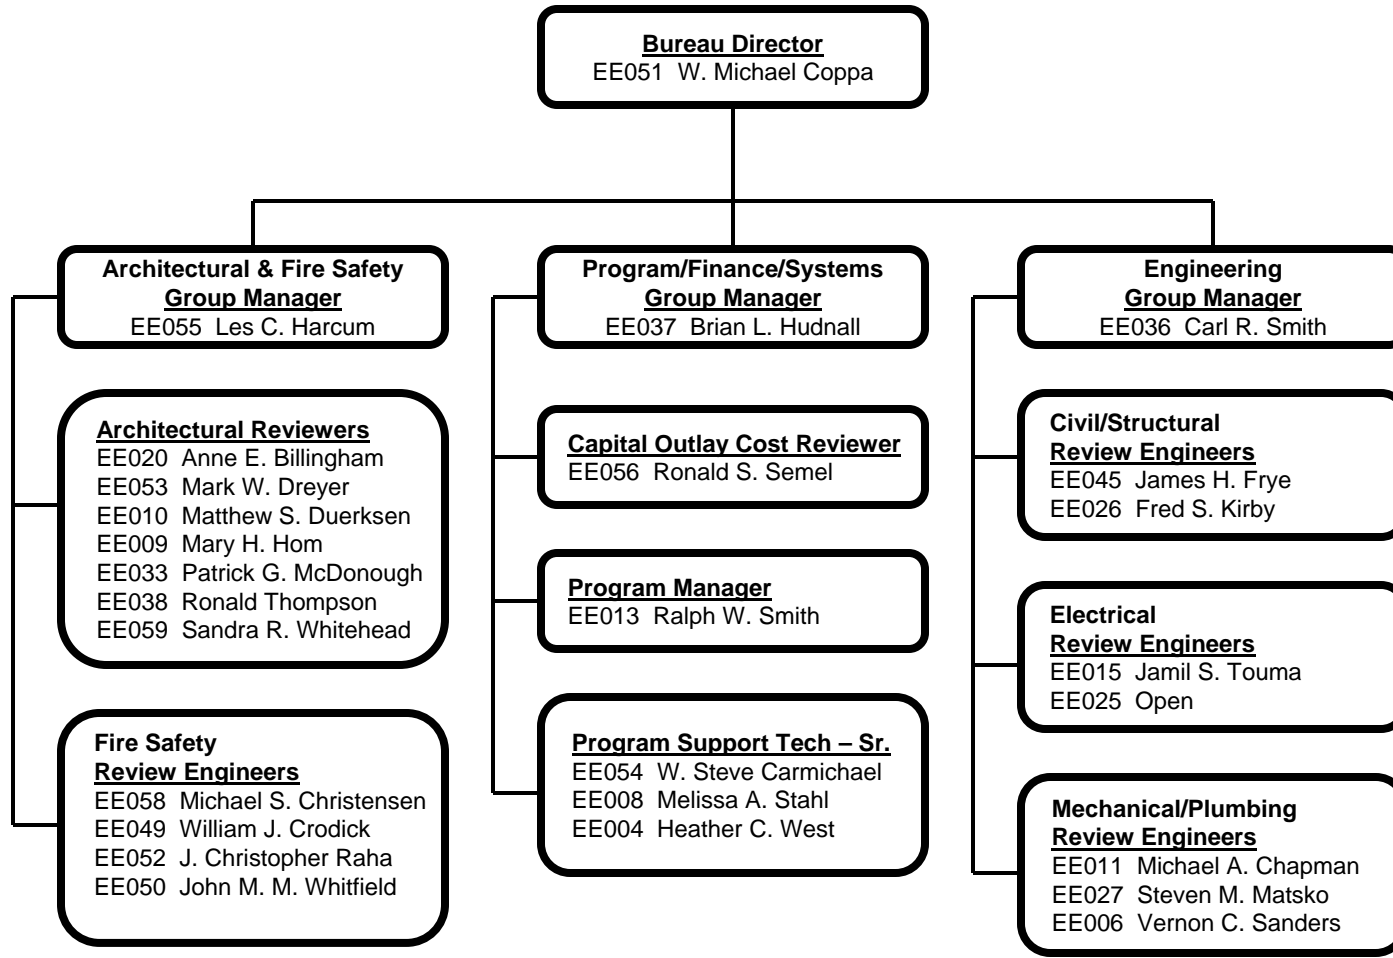 Bureau Director
EE051 W. Michael Coppa
Architectural & Fire Safety
Group Manager
EE055 Les C. Harcum
Program/Finance/Systems
Group Manager
EE037 Brian L. Hudnall
Engineering
Group Manager
EE036 Carl R. Smith
Architectural Reviewers
EE020 Anne E. Billingham
EE053 Mark W. Dreyer
EE010 Matthew S. Duerksen
EE009 Mary H. Hom
EE033 Patrick G. McDonough
EE038 Ronald Thompson
EE059 Sandra R. Whitehead
Fire Safety
Review Engineers
EE058 Michael S. Christensen
EE049 William J. Crodick
EE052 J. Christopher Raha
EE050 John M. M. Whitfield
Capital Outlay Cost Reviewer
EE056 Ronald S. Semel
Program Manager
EE013 Ralph W. Smith
Program Support Tech – Sr.
EE054 W. Steve Carmichael
EE008 Melissa A. Stahl
EE004 Heather C. West
Civil/Structural
Review Engineers
EE045 James H. Frye
EE026 Fred S. Kirby
Electrical
Review Engineers
EE015 Jamil S. Touma
EE025 Open
Mechanical/Plumbing
Review Engineers
EE011 Michael A. Chapman
EE027 Steven M. Matsko
EE006 Vernon C. Sanders